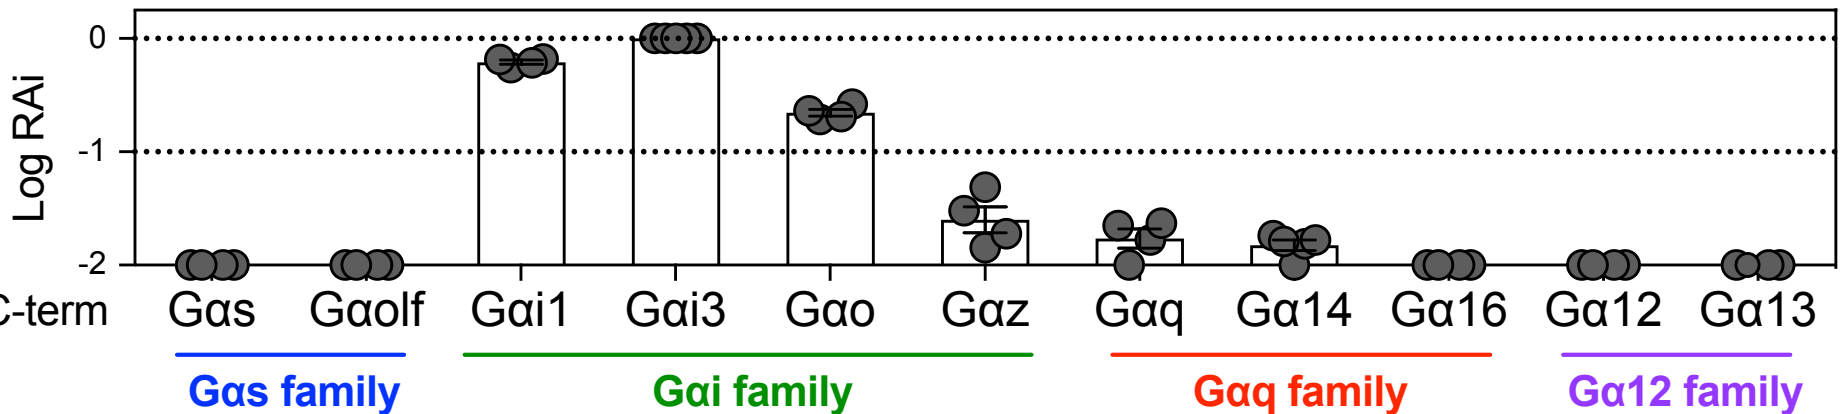 Log RAi
0
-1
-2
C-term Gαs Gαolf Gαi1 Gαi3 Gαo Gαz Gαq Gα14 Gα16 Gα12 Gα13
Gαs family Gαi family Gαq family Gα12 family